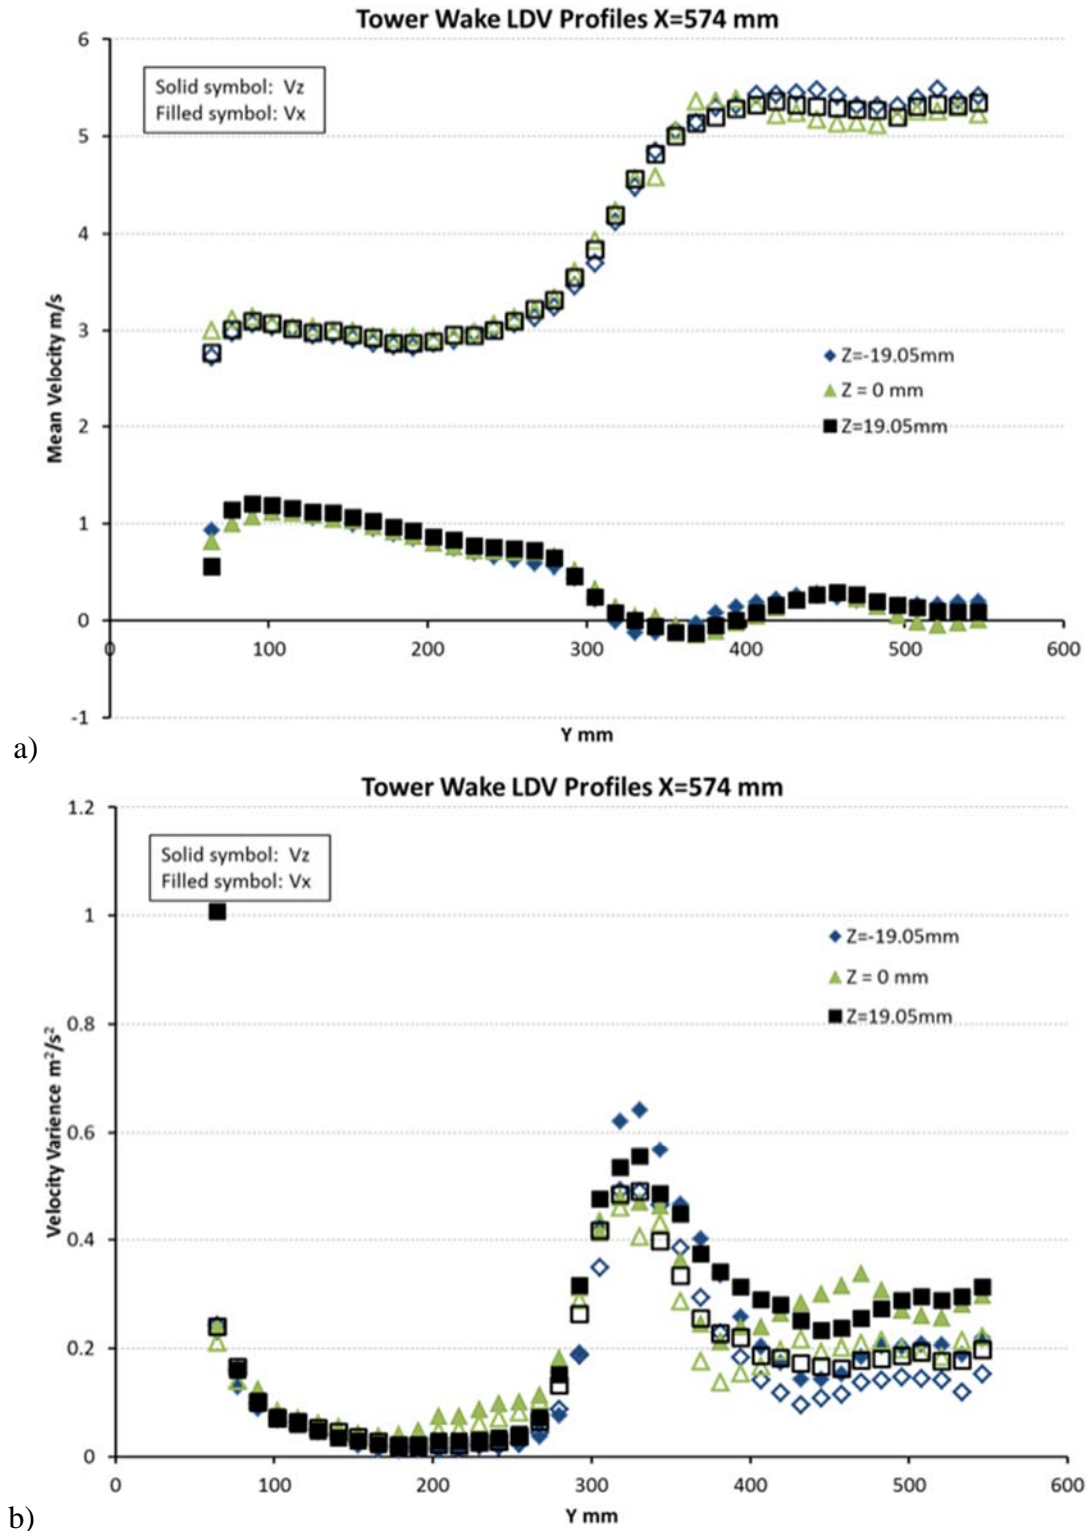 Tower Wake LDV Profiles X=574 mm
6
5
4
3
2
1
0
-1
Mean Velocity m/s
Solid symbol: Vz
Filled symbol: Vx
Z=-19.05mm
Z = 0 mm
Z=19.05mm
0 100 200 300 400 500 600
Y mm
a)
Tower Wake LDV Profiles X=574 mm
1.2
1
0.8
0.6
0.4
0.2
0
Velocity Varience m²/s²
Solid symbol: Vz
Filled symbol: Vx
Z=-19.05mm
Z = 0 mm
Z=19.05mm
0 100 200 300 400 500 600
Y mm
b)